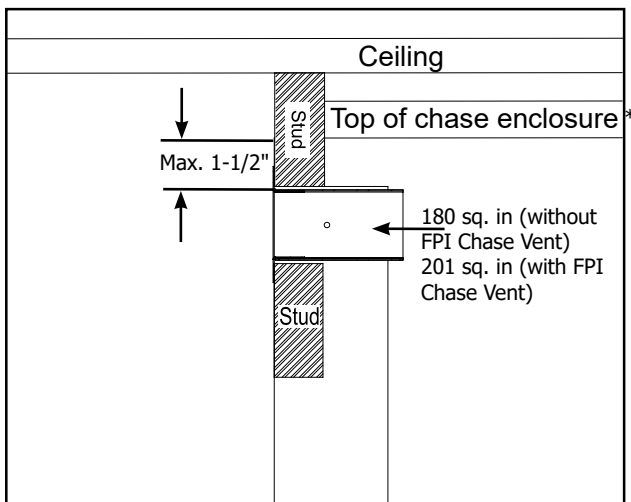 Ceiling
Stud
Top of chase enclosure*
Max. 1-1/2"
180 sq. in (without
FPI Chase Vent)
201 sq. in (with FPI
Chase Vent)
Stud